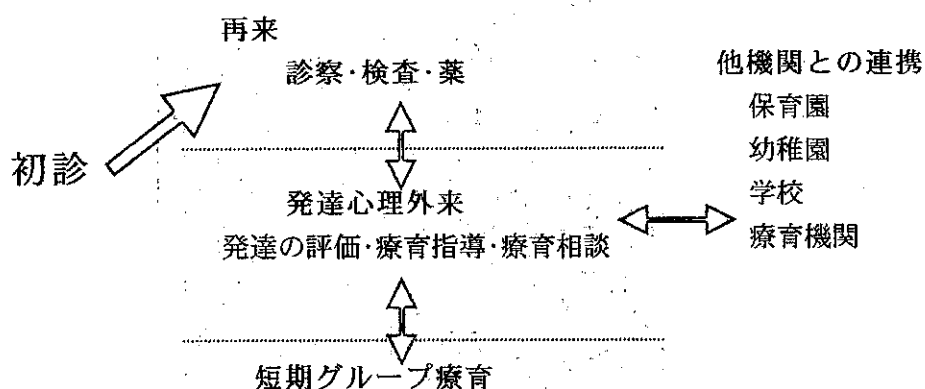 再来
診察・検査・薬
初診
発達心理外来
発達の評価・療育指導・療育相談
短期グループ療育
他機関との連携
保育園
幼稚園
学校
療育機関